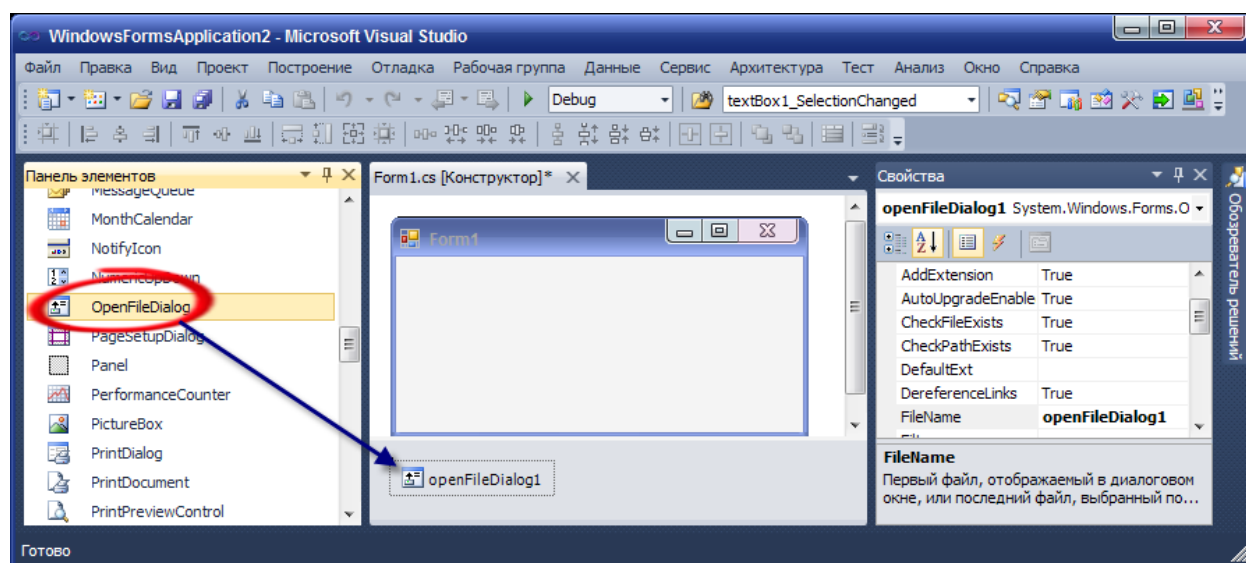 WindowsFormsApplication2 - Microsoft Visual Studio
Файл Правка Вид Проект Построение Отладка Рабочая группа Данные Сервис Архитектура Тест Анализ Окно Справка
Debug textBox1_SelectionChanged
Панель элементов
MessageQueue
MonthCalendar
NotifyIcon
NumericUpDown
OpenFileDialog
PageSetupDialog
Panel
PerformanceCounter
PictureBox
PrintDialog
PrintDocument
PrintPreviewControl
Form1.cs [Конструктор]*
Form1
openFileDialog1
Свойства
openFileDialog1 System.Windows.Forms.O
AddExtension True
AutoUpgradeEnable True
CheckFileExists True
CheckPathExists True
DefaultExt
DereferenceLinks True
FileName openFileDialog1
FileName
Первый файл, отображаемый в диалоговом
окне, или последний файл, выбранный по...
Обозреватель решений
Готово